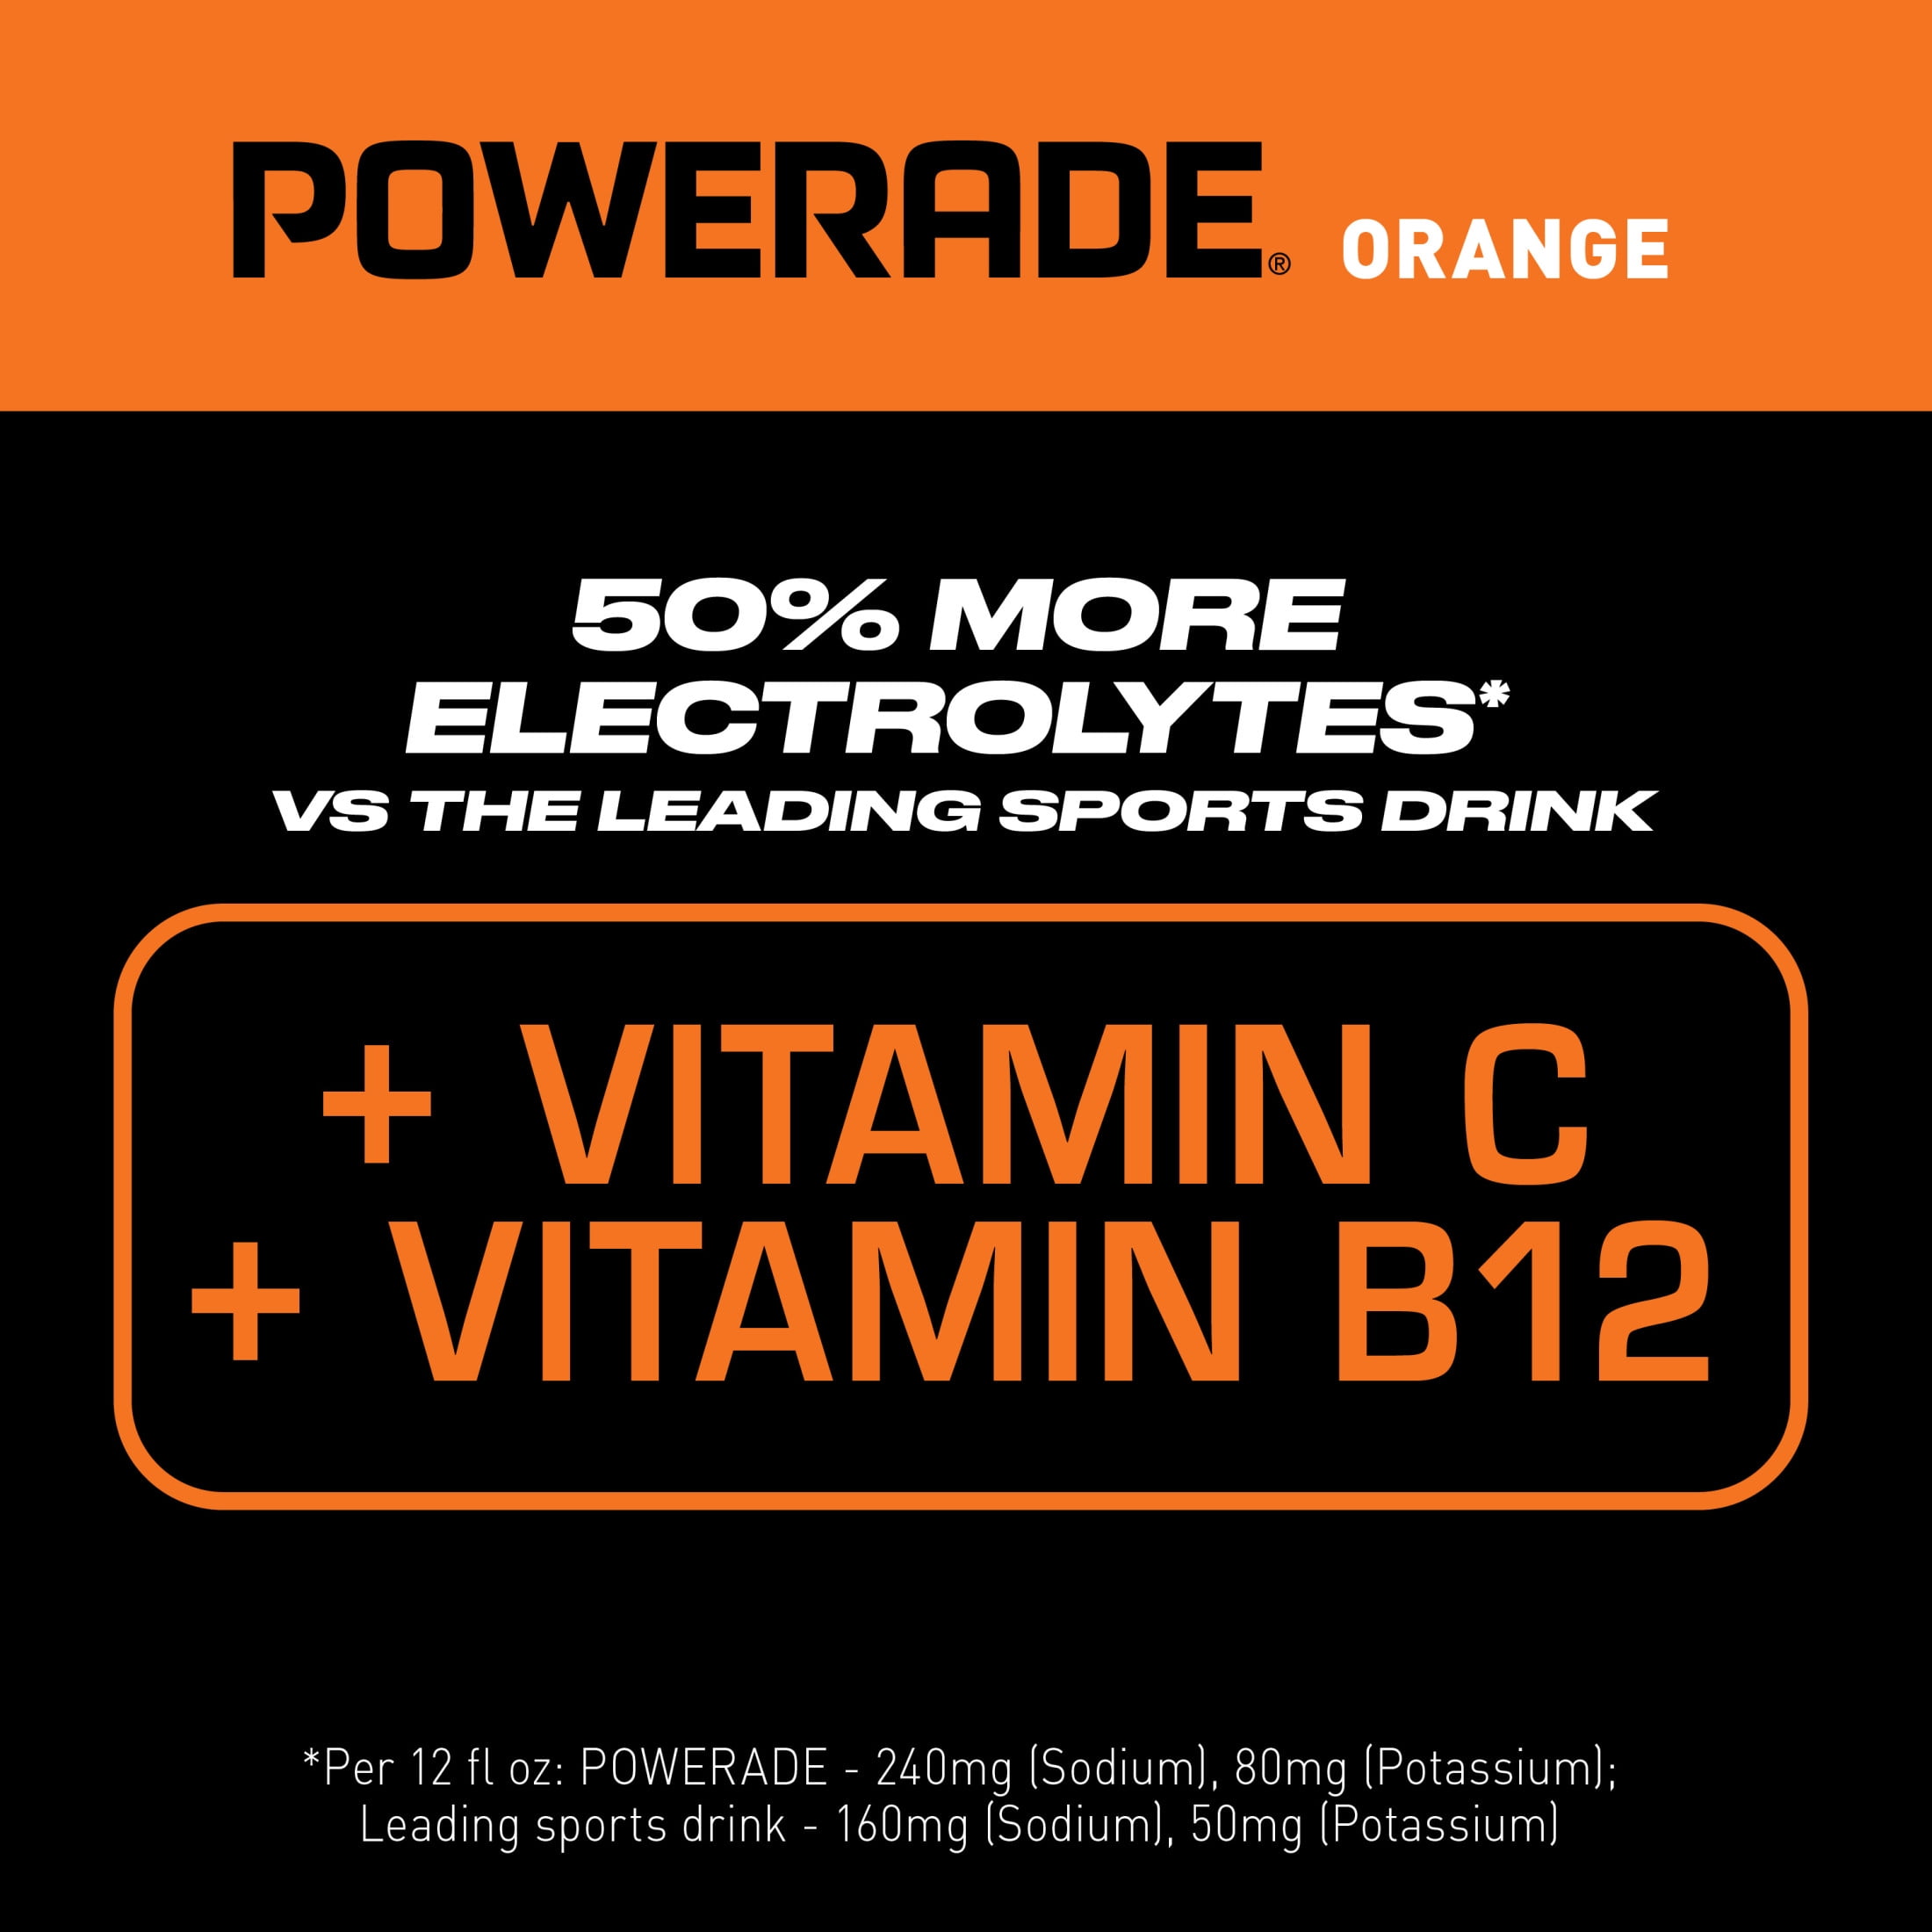 POWERADE® ORANGE
50% MORE
ELECTROLYTES*
VS THE LEADING SPORTS DRINK
+ VITAMIN C
+ VITAMIN B12
*Per 12 fl oz: POWERADE - 240mg (Sodium), 80mg (Potassium);
Leading sports drink - 160mg (Sodium), 50mg (Potassium)